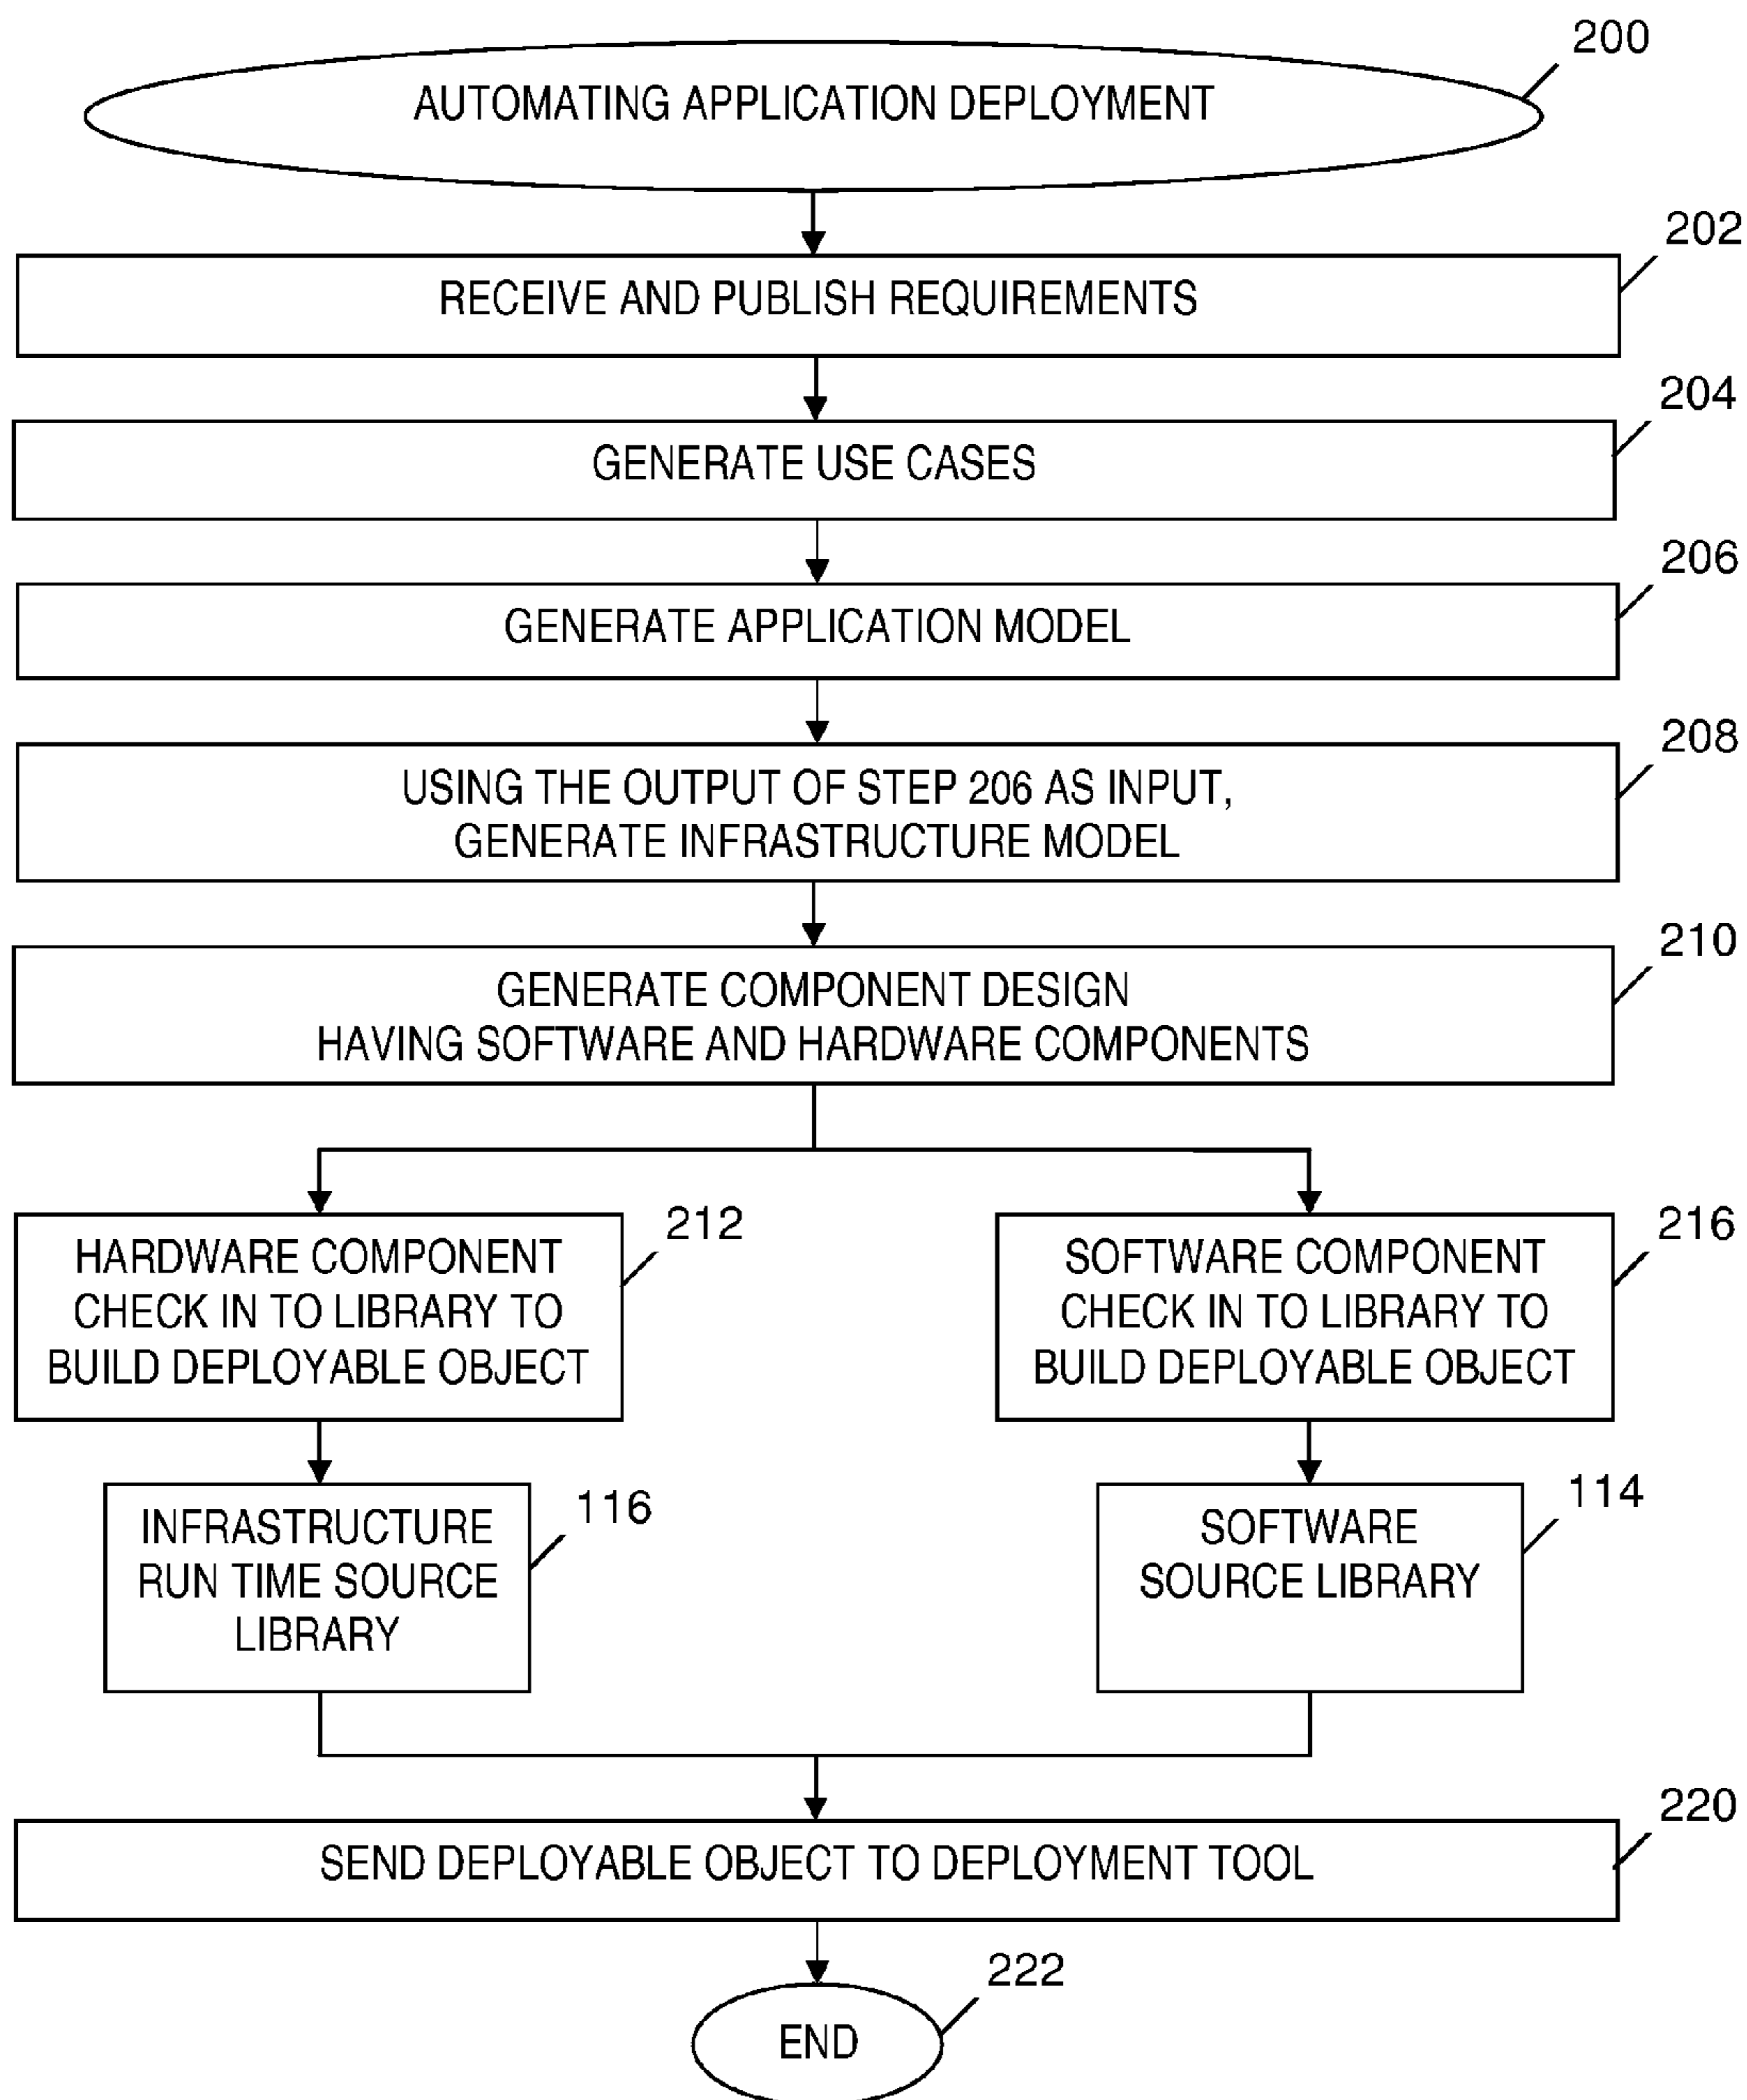 200
AUTOMATING APPLICATION DEPLOYMENT
202
RECEIVE AND PUBLISH REQUIREMENTS
204
GENERATE USE CASES
206
GENERATE APPLICATION MODEL
208
USING THE OUTPUT OF STEP 206 AS INPUT,
GENERATE INFRASTRUCTURE MODEL
210
GENERATE COMPONENT DESIGN
HAVING SOFTWARE AND HARDWARE COMPONENTS
212
HARDWARE COMPONENT
CHECK IN TO LIBRARY TO
BUILD DEPLOYABLE OBJECT
216
SOFTWARE COMPONENT
CHECK IN TO LIBRARY TO
BUILD DEPLOYABLE OBJECT
116
INFRASTRUCTURE
RUN TIME SOURCE
LIBRARY
114
SOFTWARE
SOURCE LIBRARY
220
SEND DEPLOYABLE OBJECT TO DEPLOYMENT TOOL
222
END